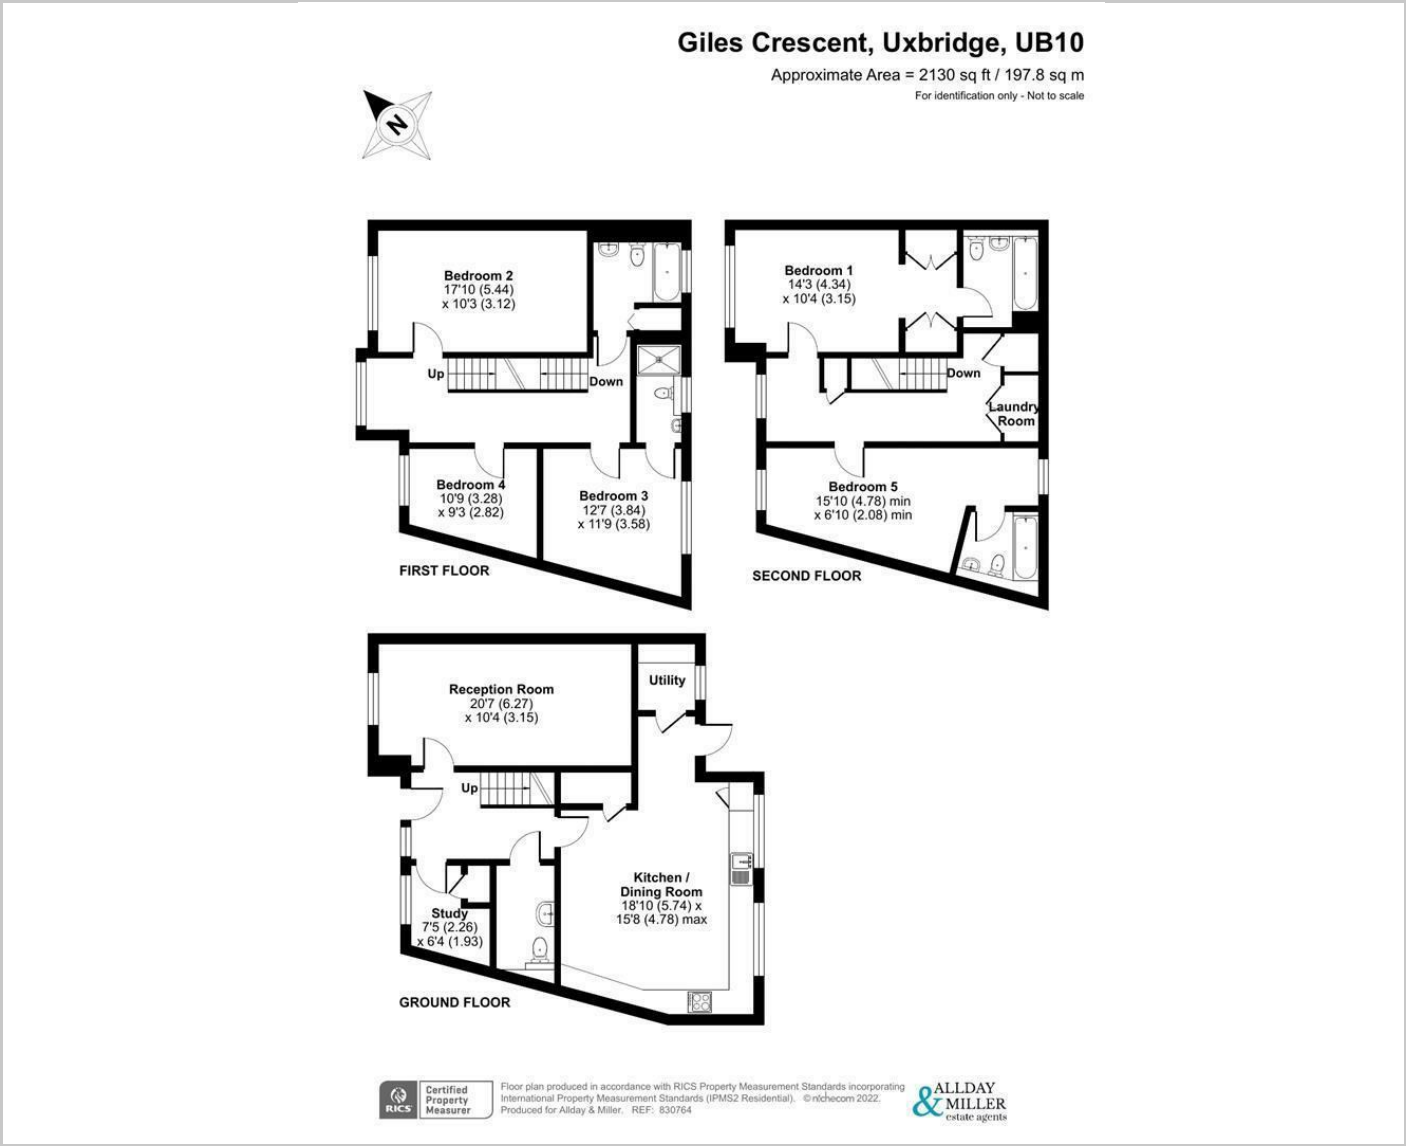 Giles Crescent, Uxbridge, UB10
Approximate Area = 2130 sq ft / 197.8 sq m
For identification only - Not to scale
N
Bedroom 2
17'10 (5.44)
x 10'3 (3.12)
Up
Down
Bedroom 4
10'9 (3.28)
x 9'3 (2.82)
Bedroom 3
12'7 (3.84)
x 11'9 (3.58)
FIRST FLOOR
Bedroom 1
14'3 (4.34)
x 10'4 (3.15)
Down
Laundry
Room
Bedroom 5
15'10 (4.78) min
x 6'10 (2.08) min
SECOND FLOOR
Reception Room
20'7 (6.27)
x 10'4 (3.15)
Utility
Up
Kitchen /
Dining Room
18'10 (5.74) x
15'8 (4.78) max
Study
7'5 (2.26)
x 6'4 (1.93)
GROUND FLOOR
RICS
Certified
Property
Measurer
Floor plan produced in accordance with RICS Property Measurement Standards incorporating
International Property Measurement Standards (IPMS2 Residential). © nichecom 2022.
Produced for Allday & Miller. REF: 830764
ALLDAY
& MILLER
estate agents